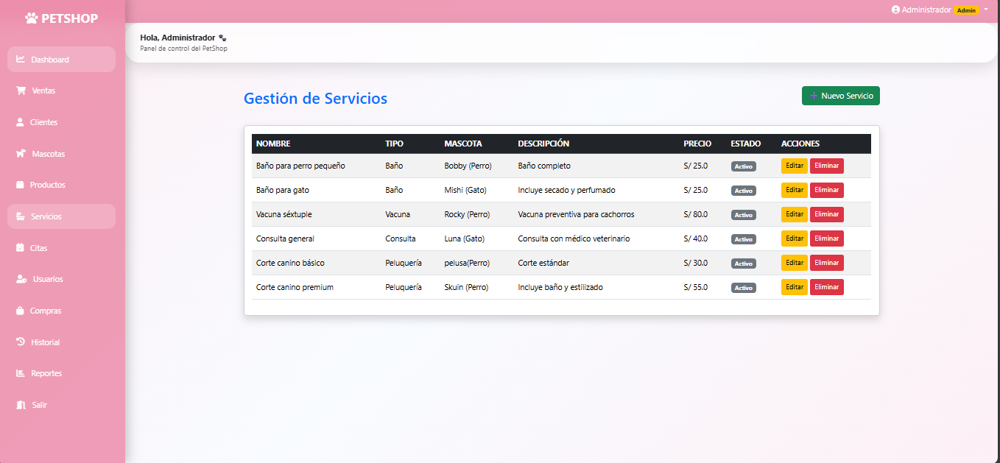 PETSHOP
Administrador Admin
Hola, Administrador
Panel de control del PetShop
Dashboard
Ventas
Clientes
Mascotas
Productos
Servicios
Citas
Usuarios
Compras
Historial
Reportes
Salir
Gestión de Servicios
+ Nuevo Servicio
NOMBRE TIPO MASCOTA DESCRIPCIÓN PRECIO ESTADO ACCIONES
Baño para perro pequeño Baño Bobby (Perro) Baño completo S/ 25.0 Activo Editar Eliminar
Baño para gato Baño Mishi (Gato) Incluye secado y perfumado S/ 25.0 Activo Editar Eliminar
Vacuna séxtuple Vacuna Rocky (Perro) Vacuna preventiva para cachorros S/ 80.0 Activo Editar Eliminar
Consulta general Consulta Luna (Gato) Consulta con médico veterinario S/ 40.0 Activo Editar Eliminar
Corte canino básico Peluquería pelusa(Perro) Corte estándar S/ 30.0 Activo Editar Eliminar
Corte canino premium Peluquería Skuin (Perro) Incluye baño y estilizado S/ 55.0 Activo Editar Eliminar